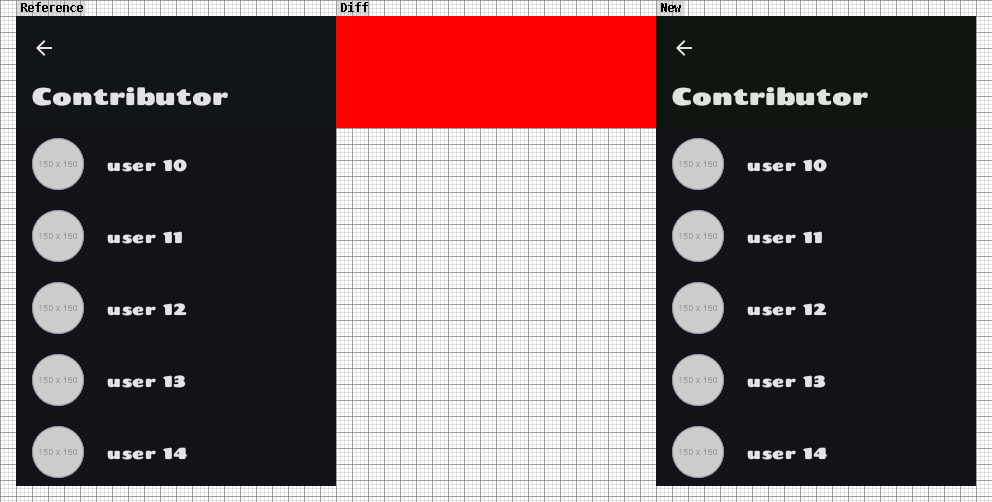 Reference Diff New
Contributor Contributor
150 x 150 user 10 150 x 150 user 10
150 x 150 user 11 150 x 150 user 11
150 x 150 user 12 150 x 150 user 12
150 x 150 user 13 150 x 150 user 13
150 x 150 user 14 150 x 150 user 14